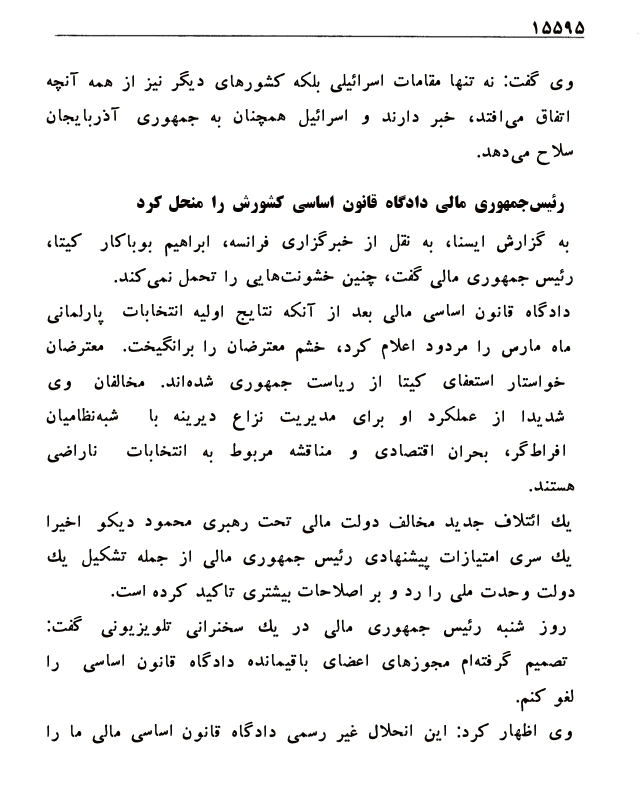 ۱۵۵۹۵
وی گفت: نه تنها مقامات اسرائیلی بلکه کشورهای دیگر نیز از همه آنچه
اتفاق می‌افتد، خبر دارند و اسرائیل همچنان به جمهوری آذربایجان
سلاح می‌دهد.
رئیس‌جمهوری مالی دادگاه قانون اساسی کشورش را منحل کرد
به گزارش ایسنا، به نقل از خبرگزاری فرانسه، ابراهیم بوباکار کیتا،
رئیس جمهوری مالی گفت، چنین خشونت‌هایی را تحمل نمی‌کند.
دادگاه قانون اساسی مالی بعد از آنکه نتایج اولیه انتخابات پارلمانی
ماه مارس را مردود اعلام کرد، خشم معترضان را برانگیخت. معترضان
خواستار استعفای کیتا از ریاست جمهوری شده‌اند. مخالفان وی
شدیدا از عملکرد او برای مدیریت نزاع دیرینه با شبه‌نظامیان
افراط‌گر، بحران اقتصادی و مناقشه مربوط به انتخابات ناراضی
هستند.
یك ائتلاف جدید مخالف دولت مالی تحت رهبری محمود دیکو اخیرا
یك سری امتیازات پیشنهادی رئیس جمهوری مالی از جمله تشکیل یك
دولت وحدت ملی را رد و بر اصلاحات بیشتری تاکید کرده است.
روز شنبه رئیس جمهوری مالی در یك سخنرانی تلویزیونی گفت:
تصمیم گرفته‌ام مجوزهای اعضای باقیمانده دادگاه قانون اساسی را
لغو کنم.
وی اظهار کرد: این انحلال غیر رسمی دادگاه قانون اساسی مالی ما را